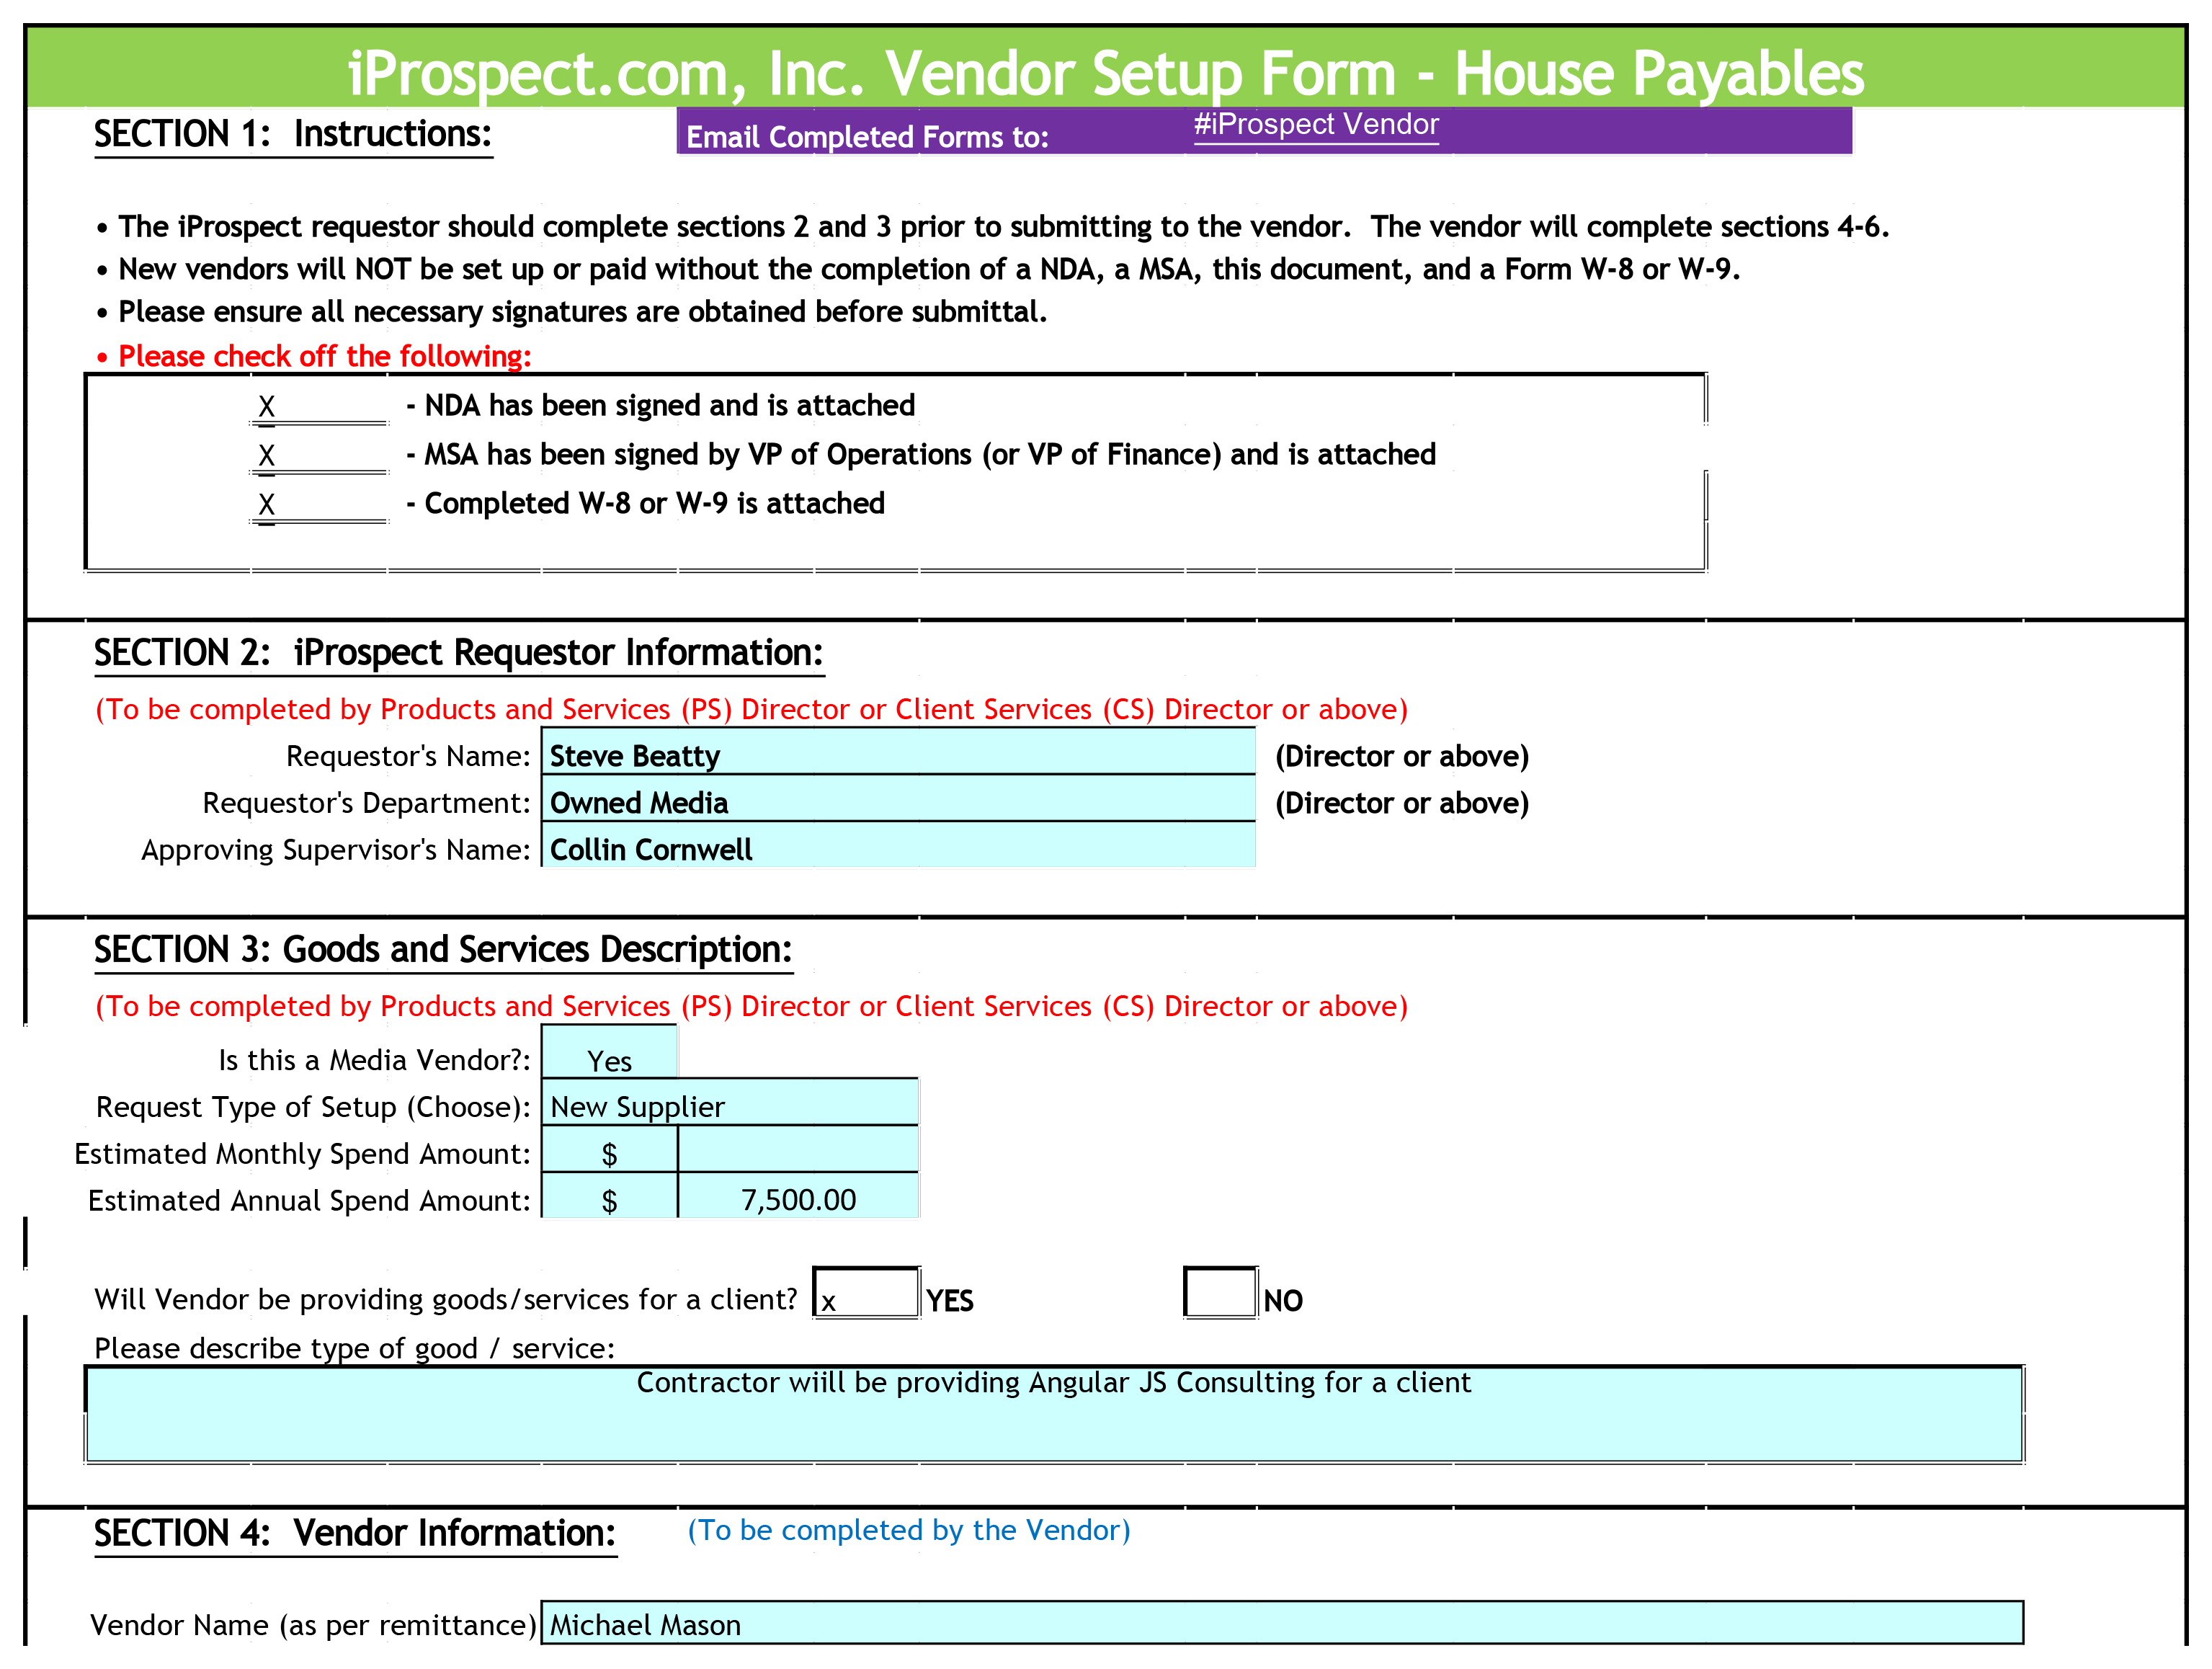 iProspect.com, Inc. Vendor Setup Form - House Payables
SECTION 1:  Instructions:
Email Completed Forms to: #iProspect Vendor
• The iProspect requestor should complete sections 2 and 3 prior to submitting to the vendor.  The vendor will complete sections 4-6.
• New vendors will NOT be set up or paid without the completion of a NDA, a MSA, this document, and a Form W-8 or W-9.
• Please ensure all necessary signatures are obtained before submittal.
• Please check off the following:
X - NDA has been signed and is attached
X - MSA has been signed by VP of Operations (or VP of Finance) and is attached
X - Completed W-8 or W-9 is attached
SECTION 2:  iProspect Requestor Information:
(To be completed by Products and Services (PS) Director or Client Services (CS) Director or above)
Requestor's Name: Steve Beatty (Director or above)
Requestor's Department: Owned Media (Director or above)
Approving Supervisor's Name: Collin Cornwell
SECTION 3: Goods and Services Description:
(To be completed by Products and Services (PS) Director or Client Services (CS) Director or above)
Is this a Media Vendor?: Yes
Request Type of Setup (Choose): New Supplier
Estimated Monthly Spend Amount: $
Estimated Annual Spend Amount: $ 7,500.00
Will Vendor be providing goods/services for a client? x YES NO
Please describe type of good / service:
Contractor wiill be providing Angular JS Consulting for a client
SECTION 4:  Vendor Information: (To be completed by the Vendor)
Vendor Name (as per remittance) Michael Mason